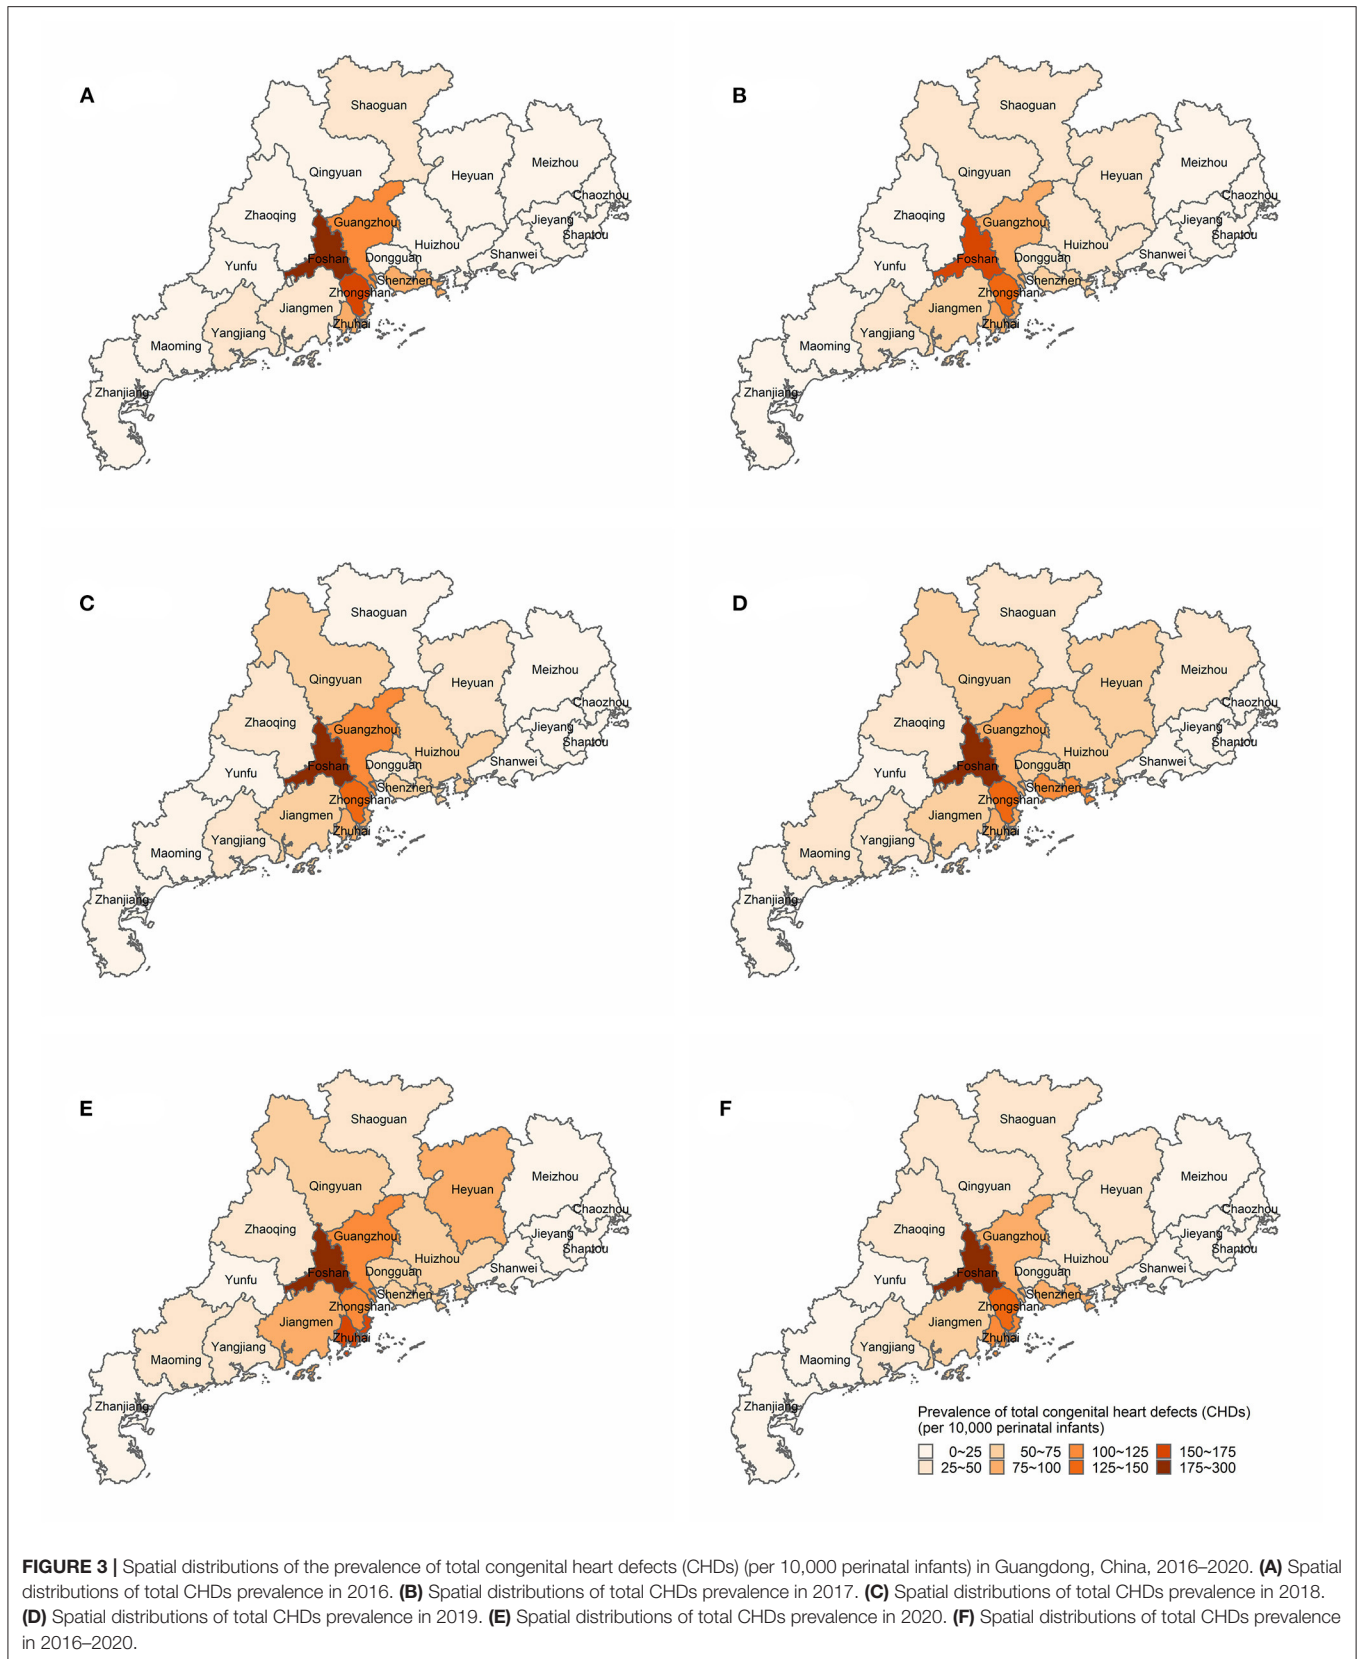 A
Shaoguan
Meizhou
Qingyuan
Heyuan
Chaozhou
Zhaoqing
Guangzhou
Jieyang
Shantou
Huizhou
Foshan
Dongguan
Shanwei
Yunfu
Shenzhen
Zhongshan
Jiangmen
Zhuhai
Yangjiang
Maoming
Zhanjiang
B
Shaoguan
Meizhou
Qingyuan
Heyuan
Chaozhou
Zhaoqing
Guangzhou
Jieyang
Shantou
Huizhou
Foshan
Dongguan
Shanwei
Yunfu
Shenzhen
Zhongshan
Jiangmen
Zhuhai
Yangjiang
Maoming
Zhanjiang
C
Shaoguan
Meizhou
Qingyuan
Heyuan
Chaozhou
Zhaoqing
Guangzhou
Jieyang
Shantou
Huizhou
Foshan
Dongguan
Shanwei
Yunfu
Shenzhen
Zhongshan
Jiangmen
Zhuhai
Yangjiang
Maoming
Zhanjiang
D
Shaoguan
Meizhou
Qingyuan
Heyuan
Chaozhou
Zhaoqing
Guangzhou
Jieyang
Shantou
Huizhou
Foshan
Dongguan
Shanwei
Yunfu
Shenzhen
Zhongshan
Jiangmen
Zhuhai
Yangjiang
Maoming
Zhanjiang
E
Shaoguan
Meizhou
Qingyuan
Heyuan
Chaozhou
Zhaoqing
Guangzhou
Jieyang
Shantou
Huizhou
Foshan
Dongguan
Shanwei
Yunfu
Shenzhen
Zhongshan
Jiangmen
Zhuhai
Yangjiang
Maoming
Zhanjiang
F
Shaoguan
Meizhou
Qingyuan
Heyuan
Chaozhou
Zhaoqing
Guangzhou
Jieyang
Shantou
Huizhou
Foshan
Dongguan
Shanwei
Yunfu
Shenzhen
Zhongshan
Jiangmen
Zhuhai
Yangjiang
Maoming
Zhanjiang
Prevalence of total congenital heart defects (CHDs)
(per 10,000 perinatal infants)
0~25 50~75 100~125 150~175
25~50 75~100 125~150 175~300
FIGURE 3 | Spatial distributions of the prevalence of total congenital heart defects (CHDs) (per 10,000 perinatal infants) in Guangdong, China, 2016–2020. (A) Spatial
distributions of total CHDs prevalence in 2016. (B) Spatial distributions of total CHDs prevalence in 2017. (C) Spatial distributions of total CHDs prevalence in 2018.
(D) Spatial distributions of total CHDs prevalence in 2019. (E) Spatial distributions of total CHDs prevalence in 2020. (F) Spatial distributions of total CHDs prevalence
in 2016–2020.